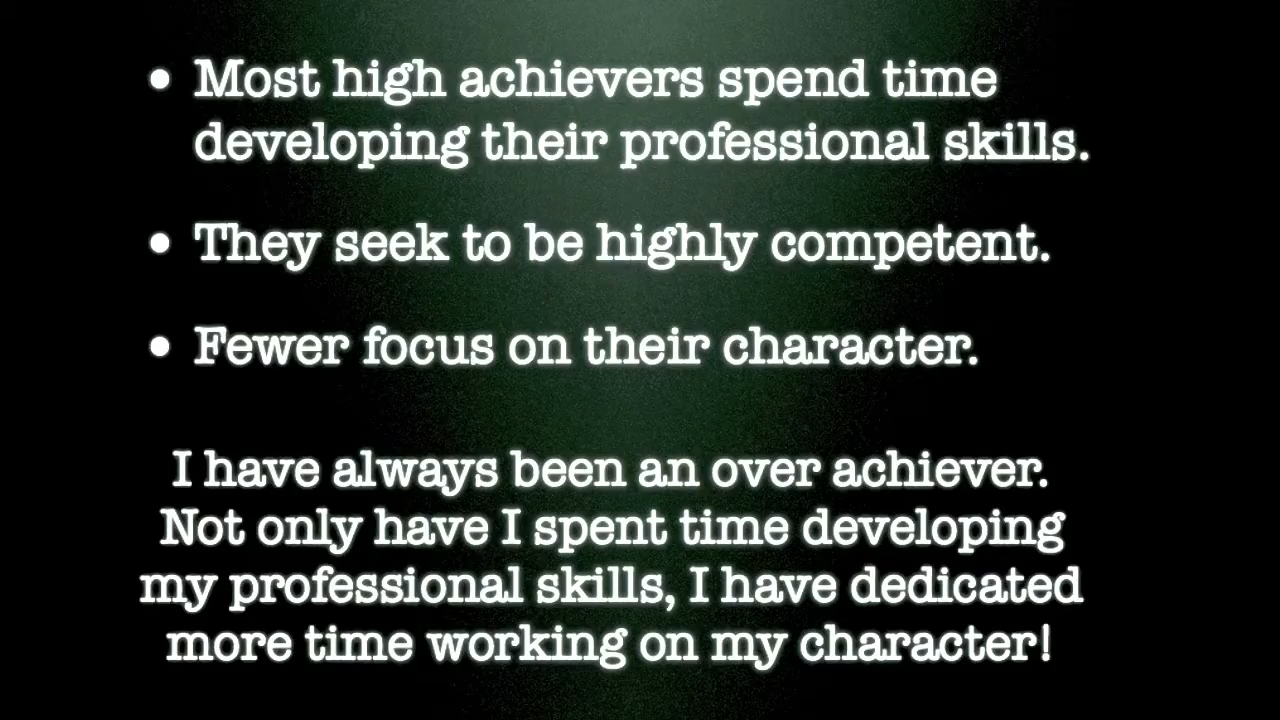 • Most high achievers spend time
developing their professional skills.
• They seek to be highly competent.
• Fewer focus on their character.
I have always been an over achiever.
Not only have I spent time developing
my professional skills, I have dedicated
more time working on my character!